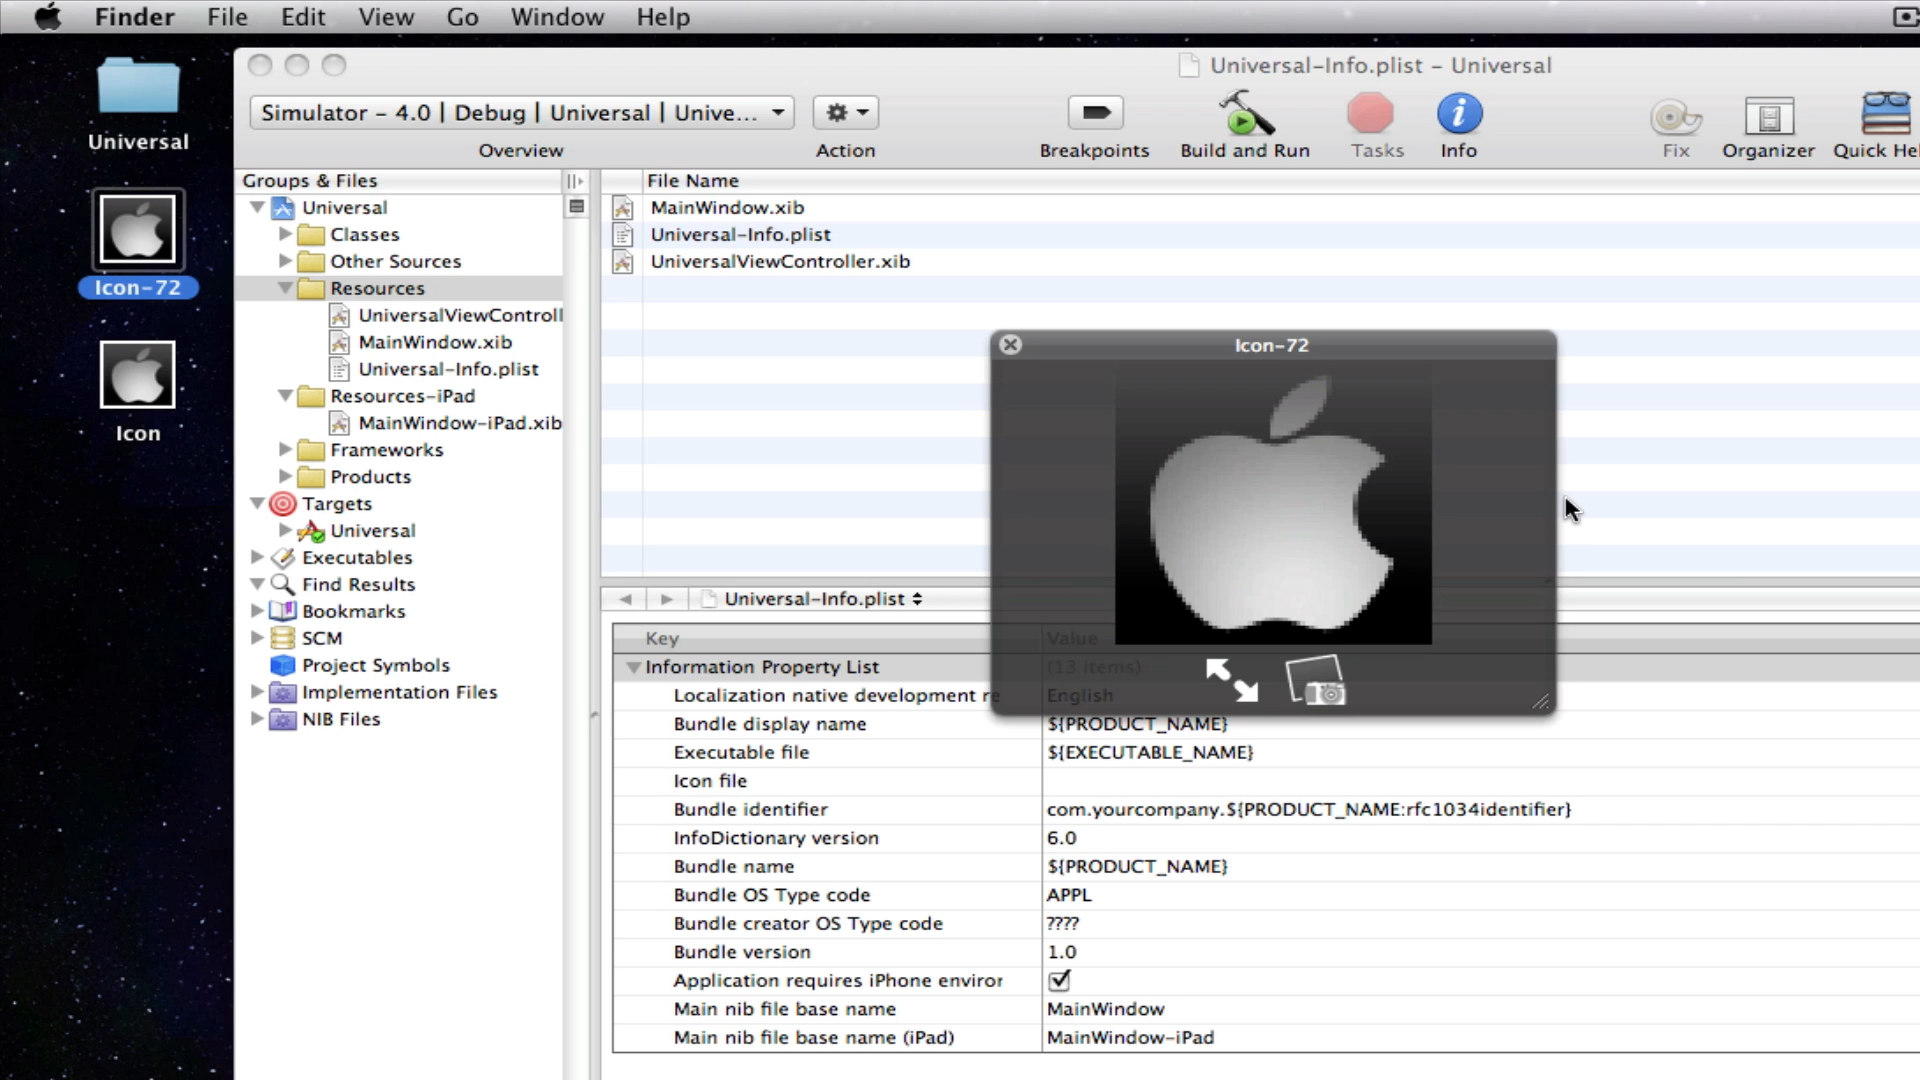 Finder File Edit View Go Window Help
Universal-Info.plist - Universal
Simulator - 4.0 | Debug | Universal | Unive...
Overview Action Breakpoints Build and Run Tasks Info Fix Organizer Quick Hel
Universal
Icon-72
Icon
Groups & Files
Universal
Classes
Other Sources
Resources
UniversalViewControll
MainWindow.xib
Universal-Info.plist
Resources-iPad
MainWindow-iPad.xib
Frameworks
Products
Targets
Universal
Executables
Find Results
Bookmarks
SCM
Project Symbols
Implementation Files
NIB Files
File Name
MainWindow.xib
Universal-Info.plist
UniversalViewController.xib
Icon-72
Universal-Info.plist
Key Value
Information Property List (13 items)
Localization native development re English
Bundle display name ${PRODUCT_NAME}
Executable file ${EXECUTABLE_NAME}
Icon file
Bundle identifier com.yourcompany.${PRODUCT_NAME:rfc1034identifier}
InfoDictionary version 6.0
Bundle name ${PRODUCT_NAME}
Bundle OS Type code APPL
Bundle creator OS Type code ????
Bundle version 1.0
Application requires iPhone enviror
Main nib file base name MainWindow
Main nib file base name (iPad) MainWindow-iPad